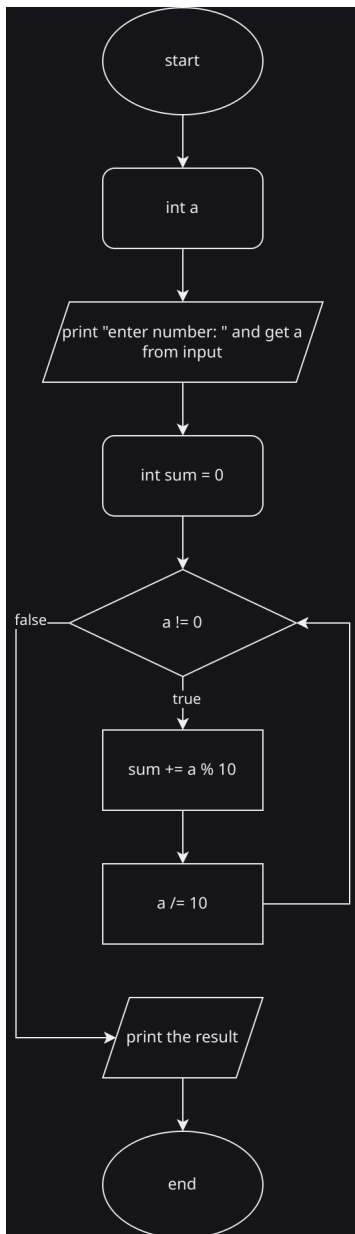 start
int a
print "enter number: " and get a
from input
int sum = 0
a != 0
false
true
sum += a % 10
a /= 10
print the result
end